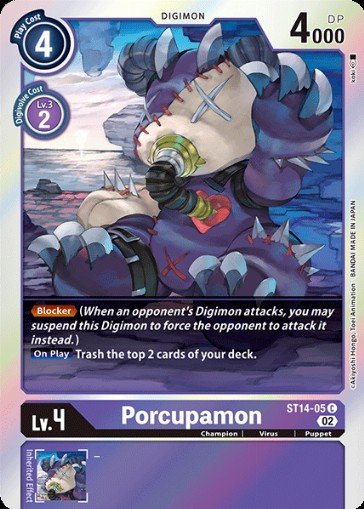 DIGIMON
Play Cost
4
DP
4000
Digivolve Cost
Lv.3
2
koki
Blocker (When an opponent's Digimon attacks, you may
suspend this Digimon to force the opponent to attack it
instead.)
On Play Trash the top 2 cards of your deck.
©Akiyoshi Hongo, Toei Animation BANDAI MADE IN JAPAN
Lv.4
Porcupamon
ST14-05 C
02
Champion Virus Puppet
Inherited Effect
-